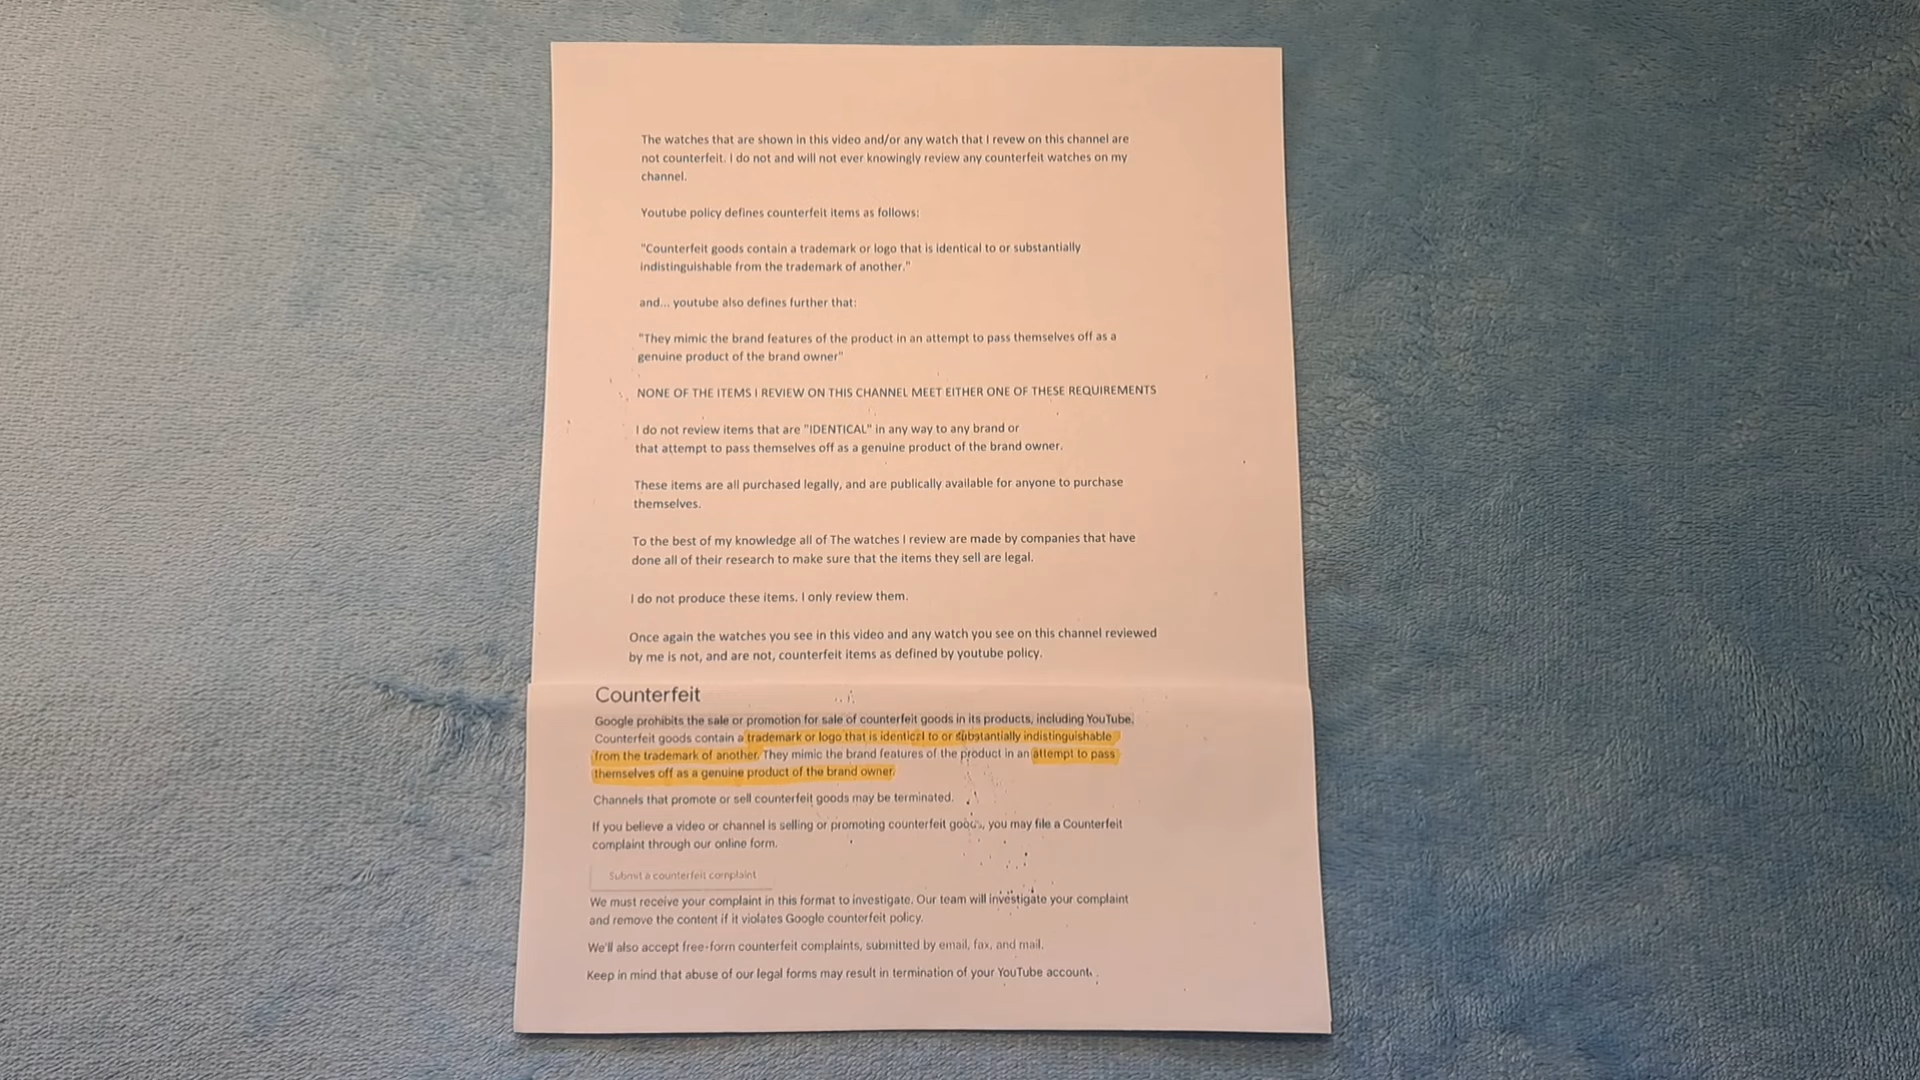 The watches that are shown in this video and/or any watch that I revew on this channel are
not counterfeit. I do not and will not ever knowingly review any counterfeit watches on my
channel.
Youtube policy defines counterfeit items as follows:
"Counterfeit goods contain a trademark or logo that is identical to or substantially
indistinguishable from the trademark of another."
and... youtube also defines further that:
"They mimic the brand features of the product in an attempt to pass themselves off as a
genuine product of the brand owner"
NONE OF THE ITEMS I REVIEW ON THIS CHANNEL MEET EITHER ONE OF THESE REQUIREMENTS
I do not review items that are "IDENTICAL" in any way to any brand or
that attempt to pass themselves off as a genuine product of the brand owner.
These items are all purchased legally, and are publically available for anyone to purchase
themselves.
To the best of my knowledge all of The watches I review are made by companies that have
done all of their research to make sure that the items they sell are legal.
I do not produce these items. I only review them.
Once again the watches you see in this video and any watch you see on this channel reviewed
by me is not, and are not, counterfeit items as defined by youtube policy.
Counterfeit
Google prohibits the sale or promotion for sale of counterfeit goods in its products, including YouTube.
Counterfeit goods contain a trademark or logo that is identical to or substantially indistinguishable
from the trademark of another. They mimic the brand features of the product in an attempt to pass
themselves off as a genuine product of the brand owner.
Channels that promote or sell counterfeit goods may be terminated.
If you believe a video or channel is selling or promoting counterfeit goods, you may file a Counterfeit
complaint through our online form.
Submit a counterfeit complaint
We must receive your complaint in this format to investigate. Our team will investigate your complaint
and remove the content if it violates Google counterfeit policy.
We'll also accept free-form counterfeit complaints, submitted by email, fax, and mail.
Keep in mind that abuse of our legal forms may result in termination of your YouTube account.